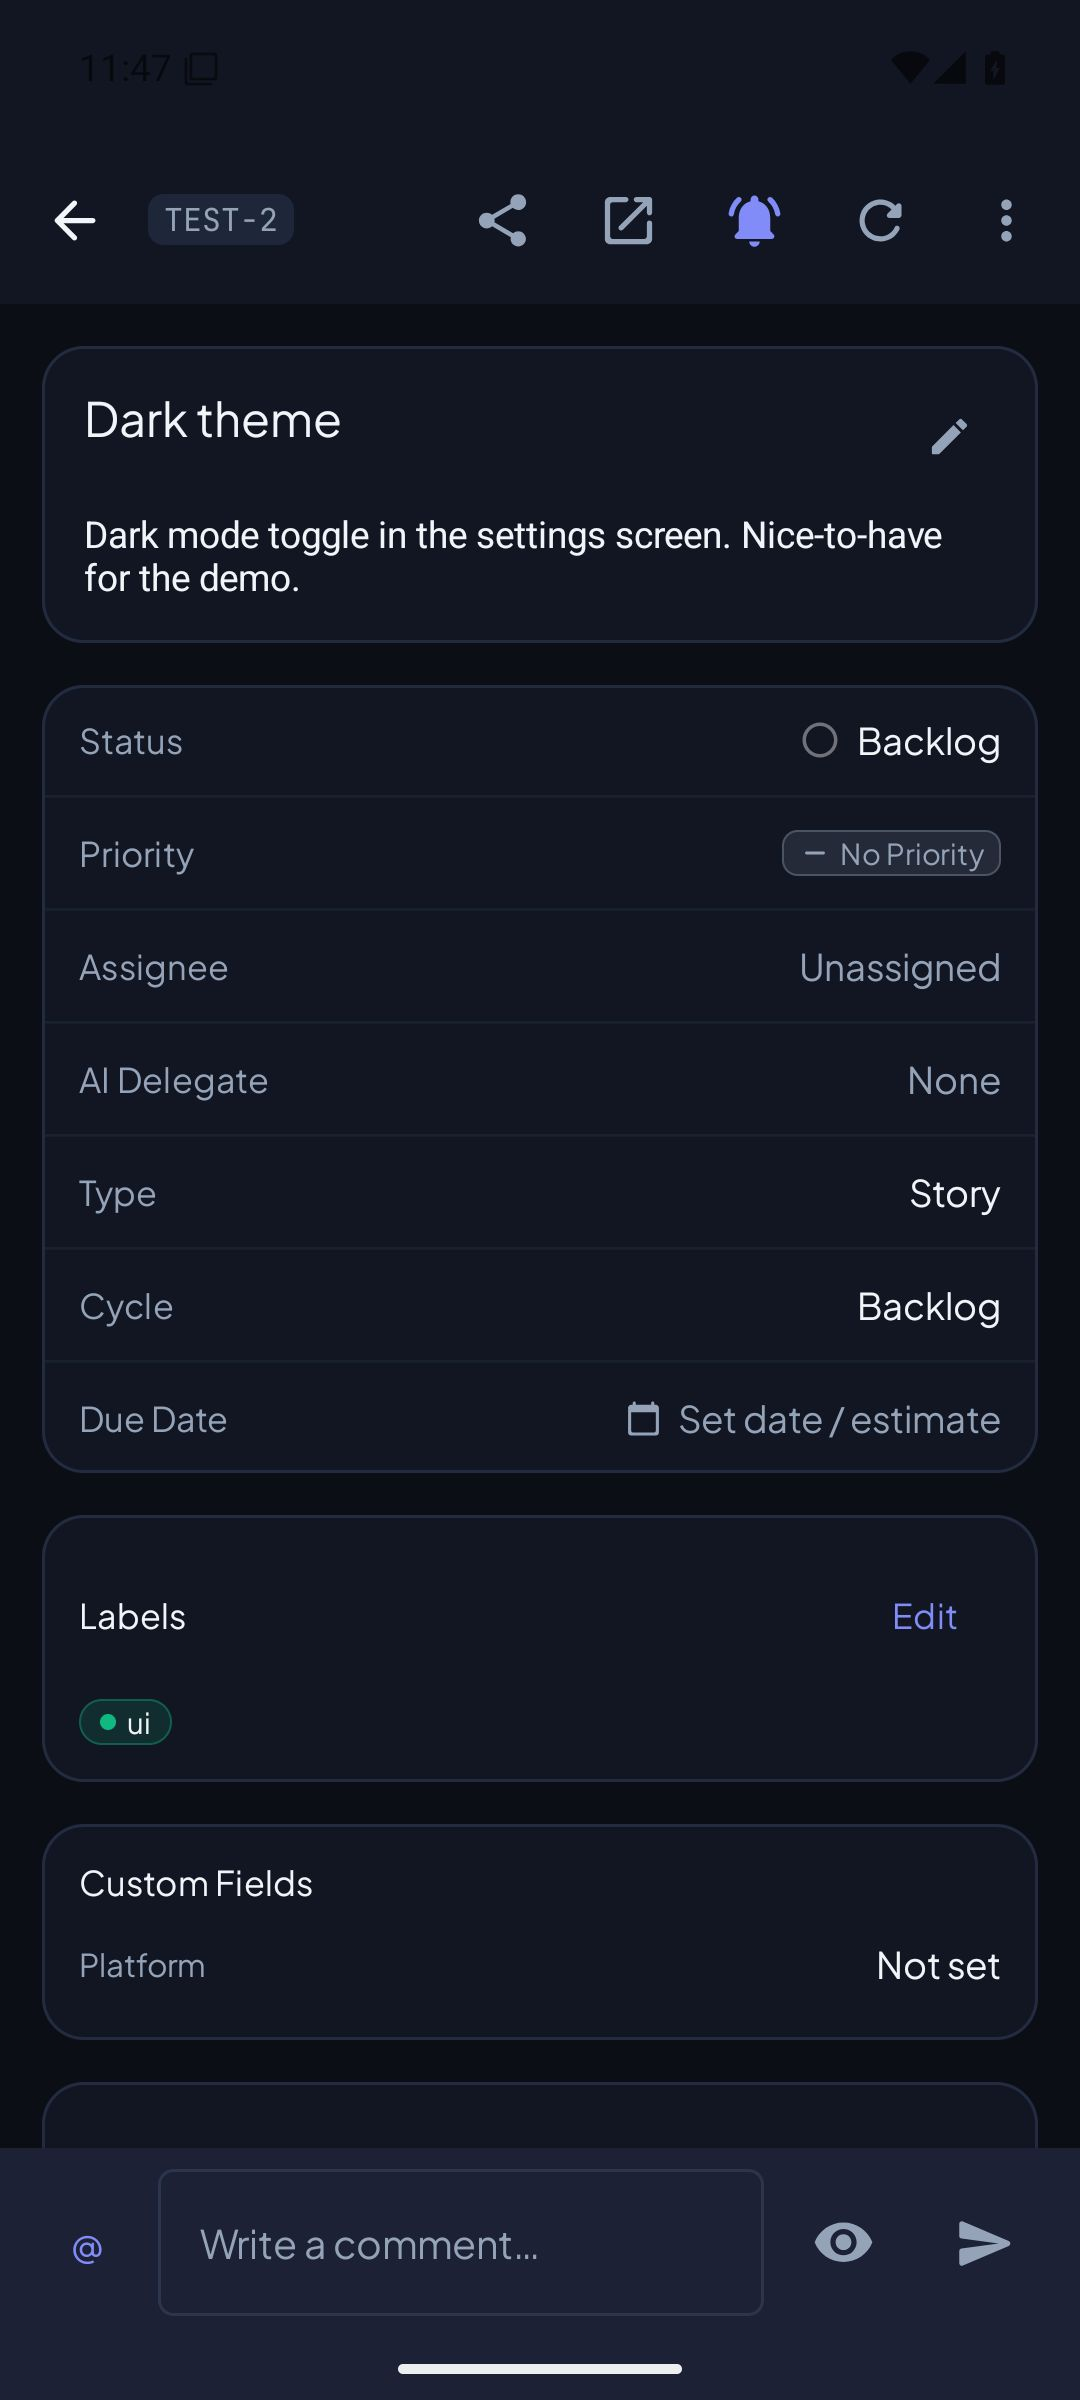 11:47
TEST-2
Dark theme
Dark mode toggle in the settings screen. Nice-to-have
for the demo.
Status
Backlog
Priority
No Priority
Assignee
Unassigned
AI Delegate
None
Type
Story
Cycle
Backlog
Due Date
Set date / estimate
Labels
Edit
ui
Custom Fields
Platform
Not set
@
Write a comment...